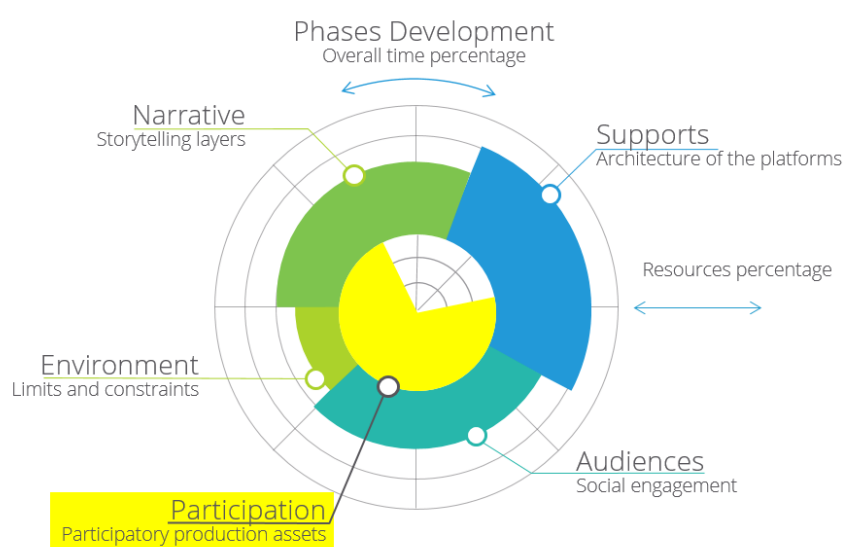 Phases Development
Overall time percentage
Narrative
Storytelling layers
Supports
Architecture of the platforms
Resources percentage
Environment
Limits and constraints
Audiences
Social engagement
Participation
Participatory production assets